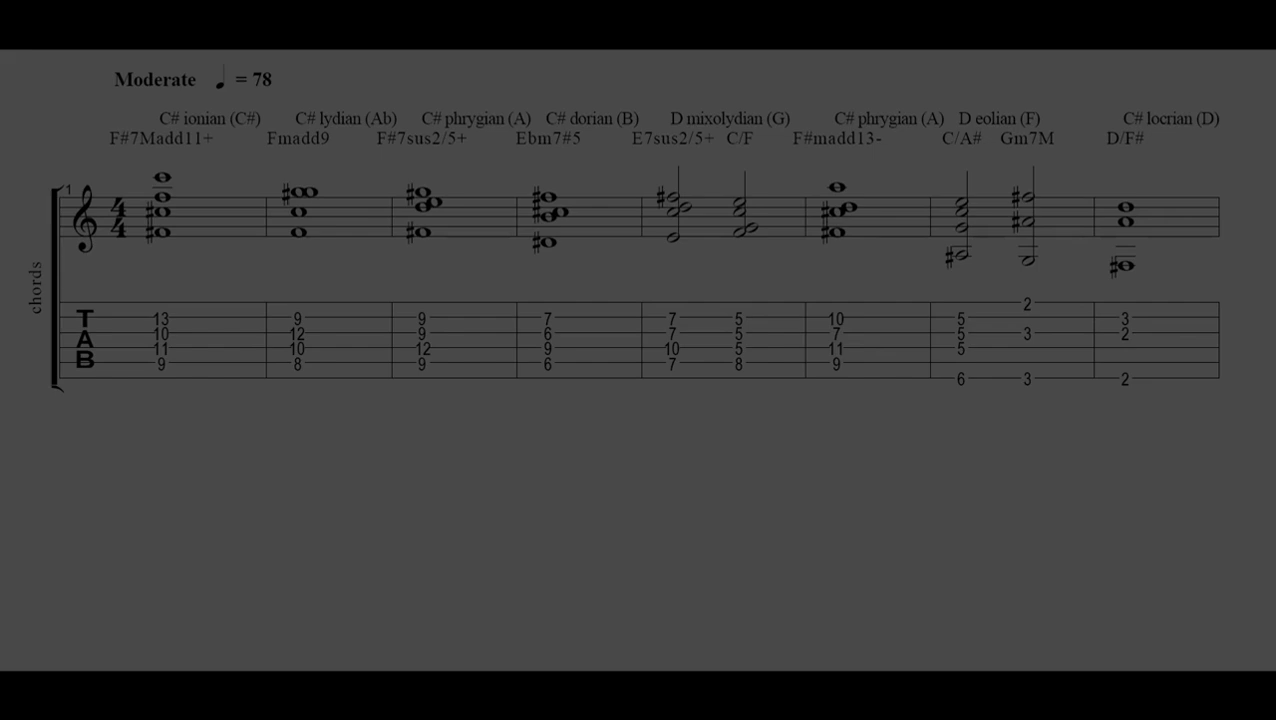 Moderate = 78
C# ionian (C#) C# lydian (Ab) C# phrygian (A) C# dorian (B) D mixolydian (G) C# phrygian (A) D eolian (F) C# locrian (D)
F#7Madd11+ Fmadd9 F#7sus2/5+ Ebm7#5 E7sus2/5+ C/F F#madd13- C/A# Gm7M D/F#
1
4
4
chords
2
T 13 9 9 7 7 5 10 5 3
A 10 12 9 6 7 5 7 5 3 2
11 10 12 9 10 5 11 5
B 9 8 9 6 7 8 9
6 3 2